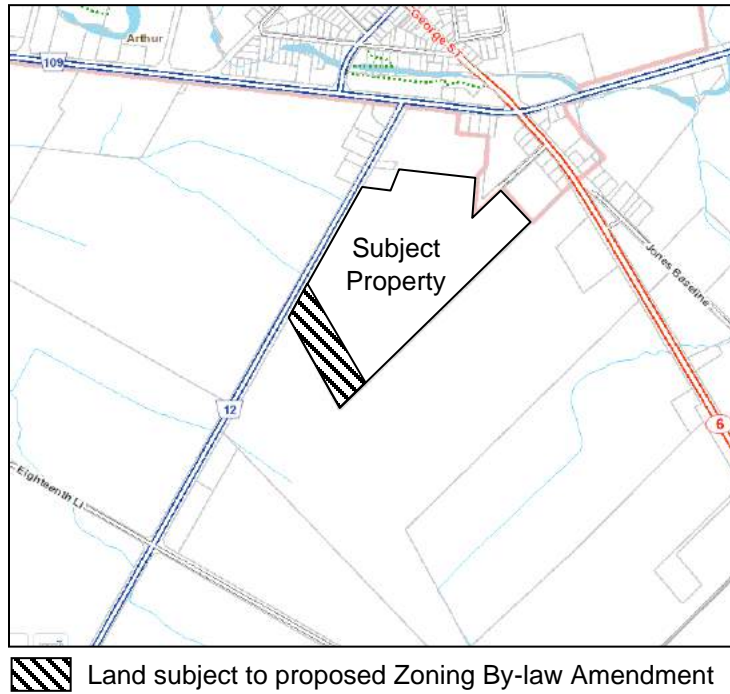 Arthur
George St
109
Subject
Property
Jones Baseline
12
6
Eighteenth Li
Land subject to proposed Zoning By-law Amendment